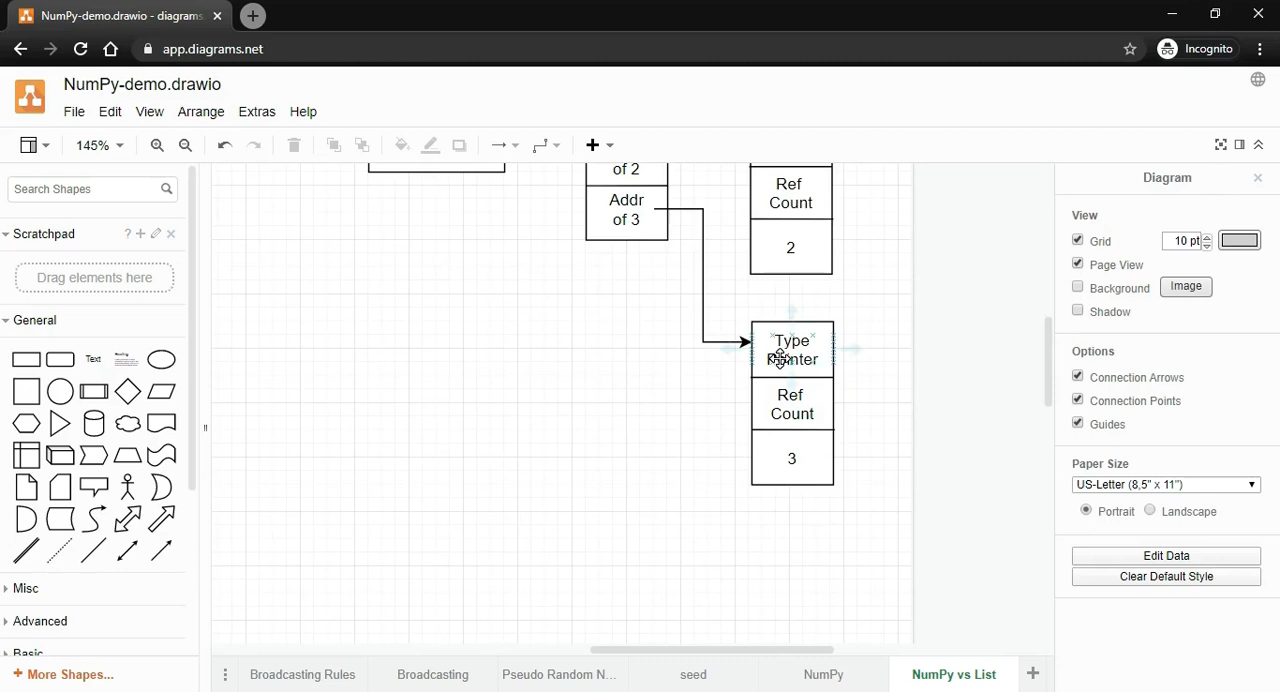 NumPy-demo.drawio - diagrams
app.diagrams.net
Incognito
NumPy-demo.drawio
File Edit View Arrange Extras Help
145%
Search Shapes
Scratchpad
?
Drag elements here
General
Text
Heading
Misc
Advanced
Basic
+ More Shapes...
of 2
Addr
of 3
Ref
Count
2
Type
Pointer
Ref
Count
3
Diagram
View
Grid
10 pt
Page View
Background
Image
Shadow
Options
Connection Arrows
Connection Points
Guides
Paper Size
US-Letter (8,5" x 11")
Portrait
Landscape
Edit Data
Clear Default Style
Broadcasting Rules
Broadcasting
Pseudo Random N...
seed
NumPy
NumPy vs List